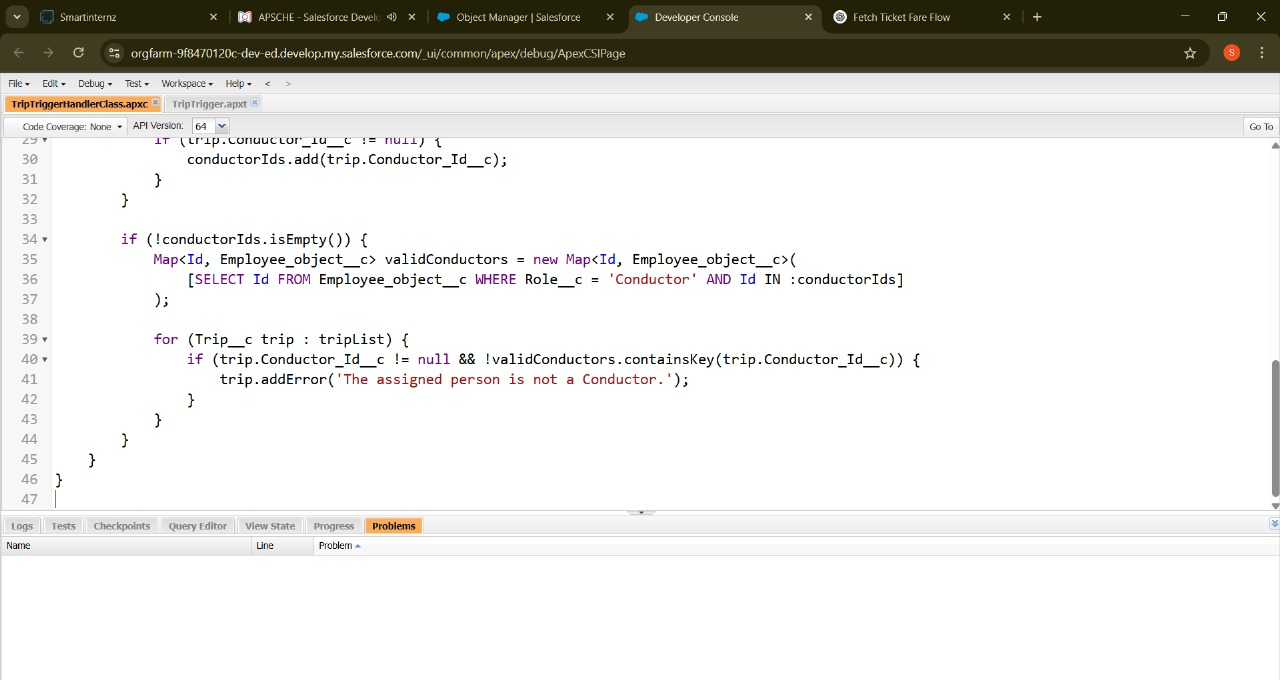 Smartinternz
APSCHE - Salesforce Develo
Object Manager | Salesforce
Developer Console
Fetch Ticket Fare Flow
orgfarm-9f8470120c-dev-ed.develop.my.salesforce.com/_ui/common/apex/debug/ApexCSIPage
S
File Edit Debug Test Workspace Help < >
TripTriggerHandlerClass.apxc TripTrigger.apxt
Code Coverage: None API Version: 64 Go To
29 if (trip.Conductor_Id__c != null) {
30 conductorIds.add(trip.Conductor_Id__c);
31 }
32 }
33
34 if (!conductorIds.isEmpty()) {
35 Map<Id, Employee_object__c> validConductors = new Map<Id, Employee_object__c>(
36 [SELECT Id FROM Employee_object__c WHERE Role__c = 'Conductor' AND Id IN :conductorIds]
37 );
38
39 for (Trip__c trip : tripList) {
40 if (trip.Conductor_Id__c != null && !validConductors.containsKey(trip.Conductor_Id__c)) {
41 trip.addError('The assigned person is not a Conductor.');
42 }
43 }
44 }
45 }
46 }
47
Logs Tests Checkpoints Query Editor View State Progress Problems
Name Line Problem